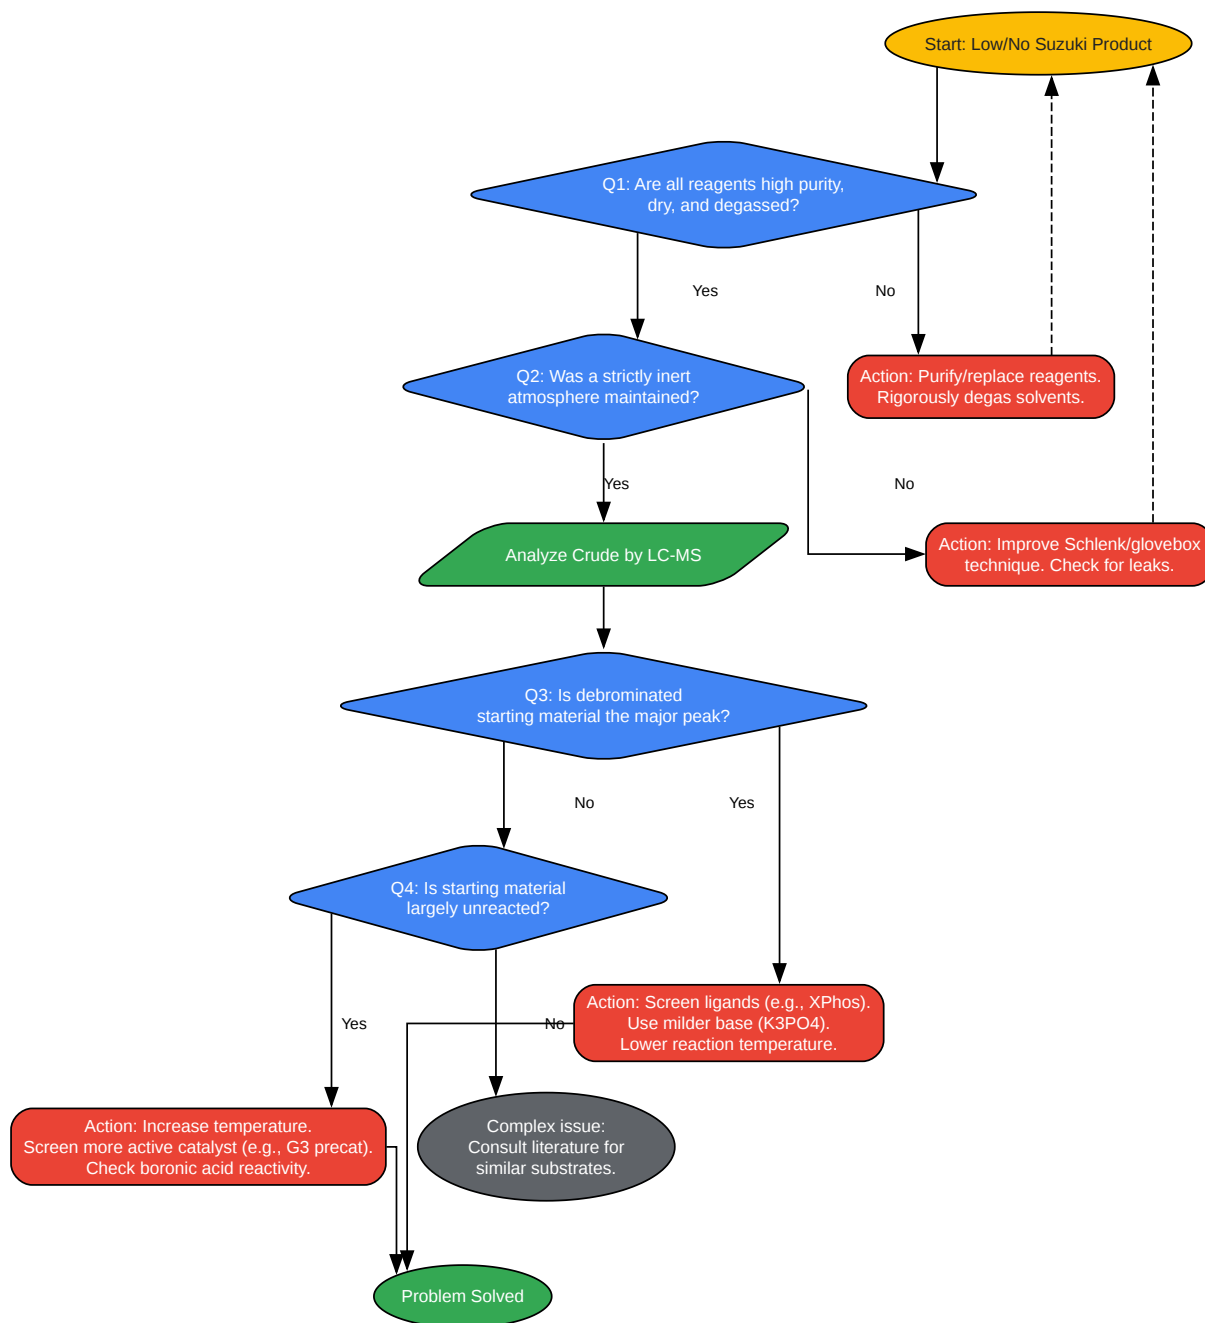 Start: Low/No Suzuki Product
Q1: Are all reagents high purity,
dry, and degassed?
Yes
No
Q2: Was a strictly inert
atmosphere maintained?
Action: Purify/replace reagents.
Rigorously degas solvents.
Yes
No
Analyze Crude by LC-MS
Action: Improve Schlenk/glovebox
technique. Check for leaks.
Q3: Is debrominated
starting material the major peak?
No
Yes
Q4: Is starting material
largely unreacted?
Action: Screen ligands (e.g., XPhos).
Use milder base (K3PO4).
Lower reaction temperature.
Yes
No
Action: Increase temperature.
Screen more active catalyst (e.g., G3 precat).
Check boronic acid reactivity.
Complex issue:
Consult literature for
similar substrates.
Problem Solved